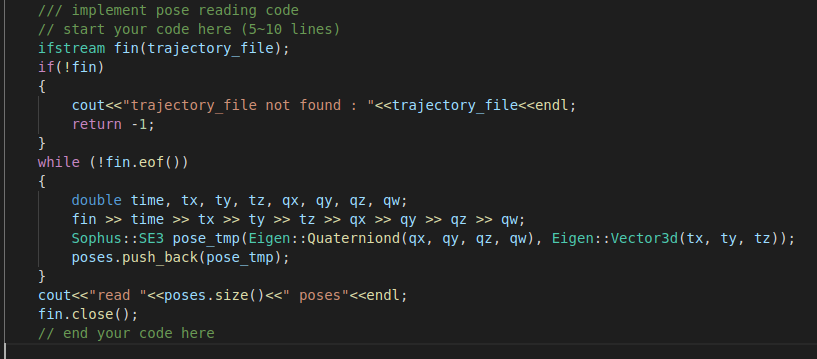 /// implement pose reading code
// start your code here (5~10 lines)
ifstream fin(trajectory_file);
if(!fin)
{
cout<<"trajectory_file not found : "<<trajectory_file<<endl;
return -1;
}
while (!fin.eof())
{
double time, tx, ty, tz, qx, qy, qz, qw;
fin >> time >> tx >> ty >> tz >> qx >> qy >> qz >> qw;
Sophus::SE3 pose_tmp(Eigen::Quaterniond(qx, qy, qz, qw), Eigen::Vector3d(tx, ty, tz));
poses.push_back(pose_tmp);
}
cout<<"read "<<poses.size()<<" poses"<<endl;
fin.close();
// end your code here